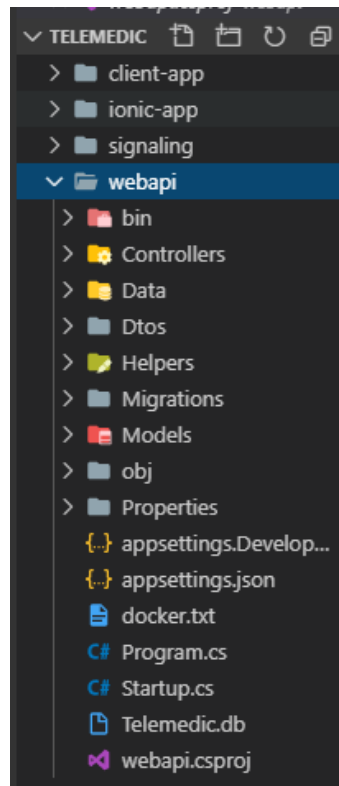 TELEMEDIC
client-app
ionic-app
signaling
webapi
bin
Controllers
Data
Dtos
Helpers
Migrations
Models
obj
Properties
{..} appsettings.Develop...
{..} appsettings.json
docker.txt
C# Program.cs
C# Startup.cs
Telemedic.db
webapi.csproj